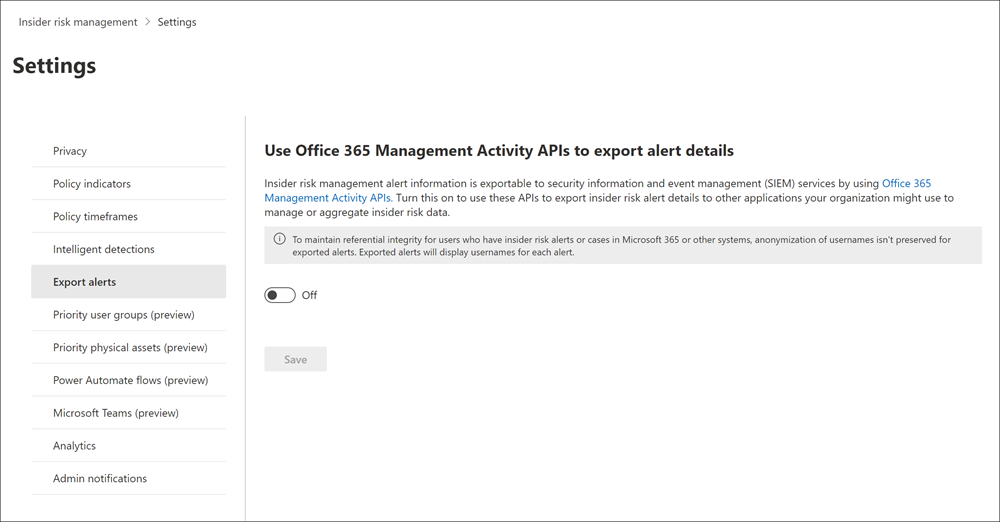 Insider risk management > Settings
Settings
Privacy
Policy indicators
Policy timeframes
Intelligent detections
Export alerts
Priority user groups (preview)
Priority physical assets (preview)
Power Automate flows (preview)
Microsoft Teams (preview)
Analytics
Admin notifications
Use Office 365 Management Activity APIs to export alert details
Insider risk management alert information is exportable to security information and event management (SIEM) services by using Office 365
Management Activity APIs. Turn this on to use these APIs to export insider risk alert details to other applications your organization might use to
manage or aggregate insider risk data.
To maintain referential integrity for users who have insider risk alerts or cases in Microsoft 365 or other systems, anonymization of usernames isn't preserved for
exported alerts. Exported alerts will display usernames for each alert.
Off
Save